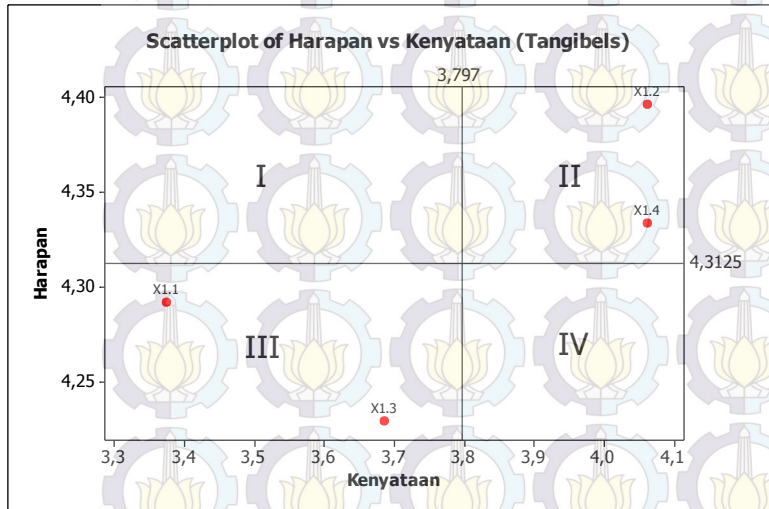 Scatterplot of Harapan vs Kenyataan (Tangibels)
3,797
4,40
X1.2
4,35
I
II
X1.4
Harapan
4,3125
4,30
X1.1
III
IV
4,25
X1.3
3,3 3,4 3,5 3,6 3,7 3,8 3,9 4,0 4,1
Kenyataan